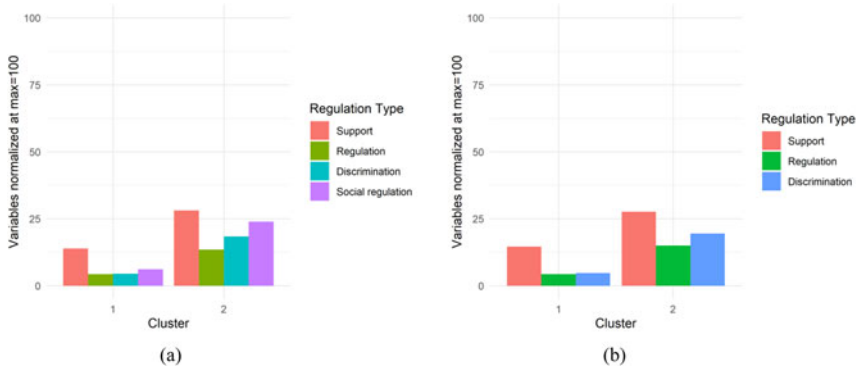 100
75
50
25
0
Variables normalized at max=100
1
2
Cluster
Regulation Type
Support
Regulation
Discrimination
Social regulation
(a)
100
75
50
25
0
Variables normalized at max=100
1
2
Cluster
Regulation Type
Support
Regulation
Discrimination
(b)